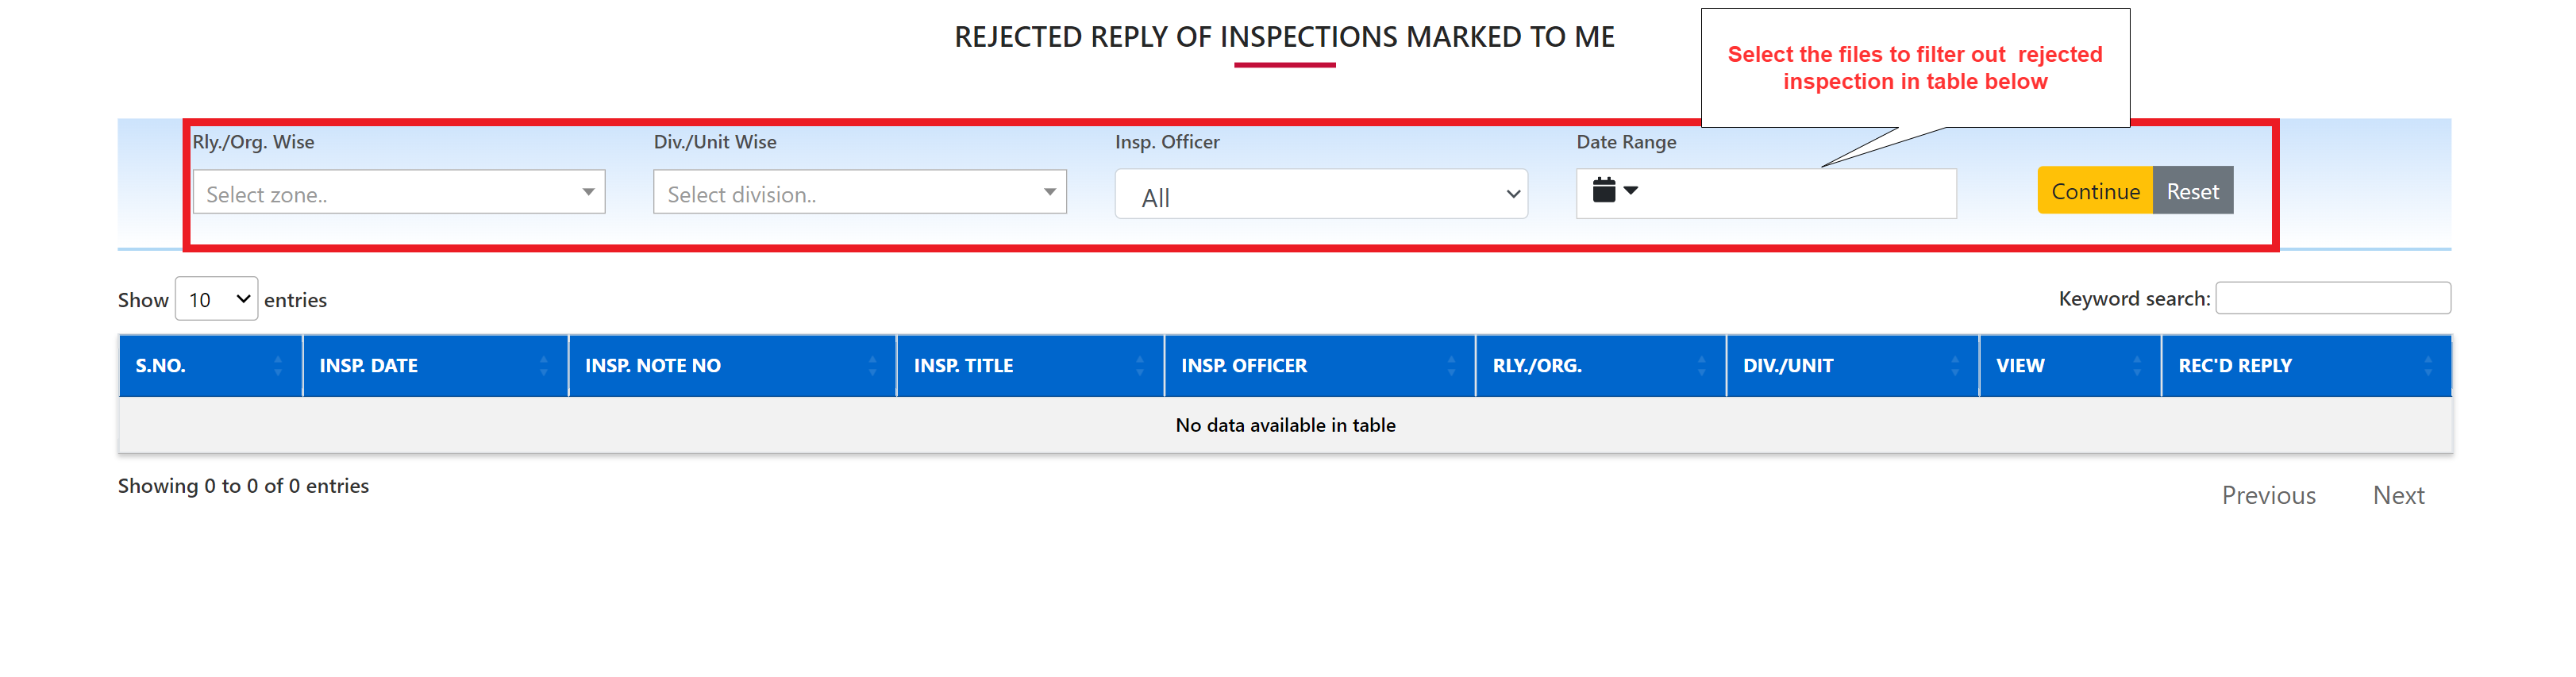 REJECTED REPLY OF INSPECTIONS MARKED TO ME
Select the files to filter out  rejected
inspection in table below
Rly./Org. Wise
Div./Unit Wise
Insp. Officer
Date Range
Select zone..
Select division..
All
Continue
Reset
Show 10 entries
Keyword search:
S.NO.
INSP. DATE
INSP. NOTE NO
INSP. TITLE
INSP. OFFICER
RLY./ORG.
DIV./UNIT
VIEW
REC'D REPLY
No data available in table
Showing 0 to 0 of 0 entries
Previous
Next